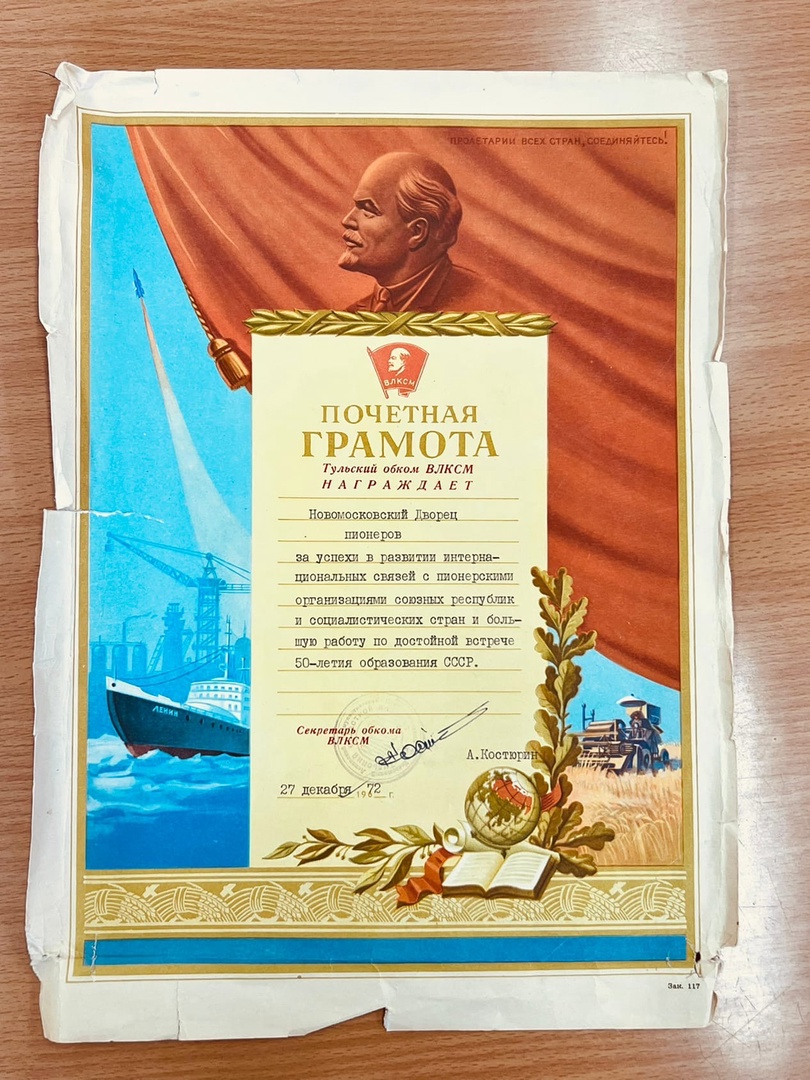 ПРОЛЕТАРИИ ВСЕХ СТРАН, СОЕДИНЯЙТЕСЬ!
ВЛКСМ
ПОЧЕТНАЯ
ГРАМОТА
Тульский обком ВЛКСМ
НАГРАЖДАЕТ
Новомосковский Дворец
пионеров
за успехи в развитии интерна-
циональных связей с пионерскими
организациями союзных республик
и социалистических стран и боль-
шую работу по достойной встрече
50-летия образования СССР.
ЛЕНИН
Секретарь обкома
ВЛКСМ
А.Костюрин
27 декабря 72 196 г.
Зак. 117